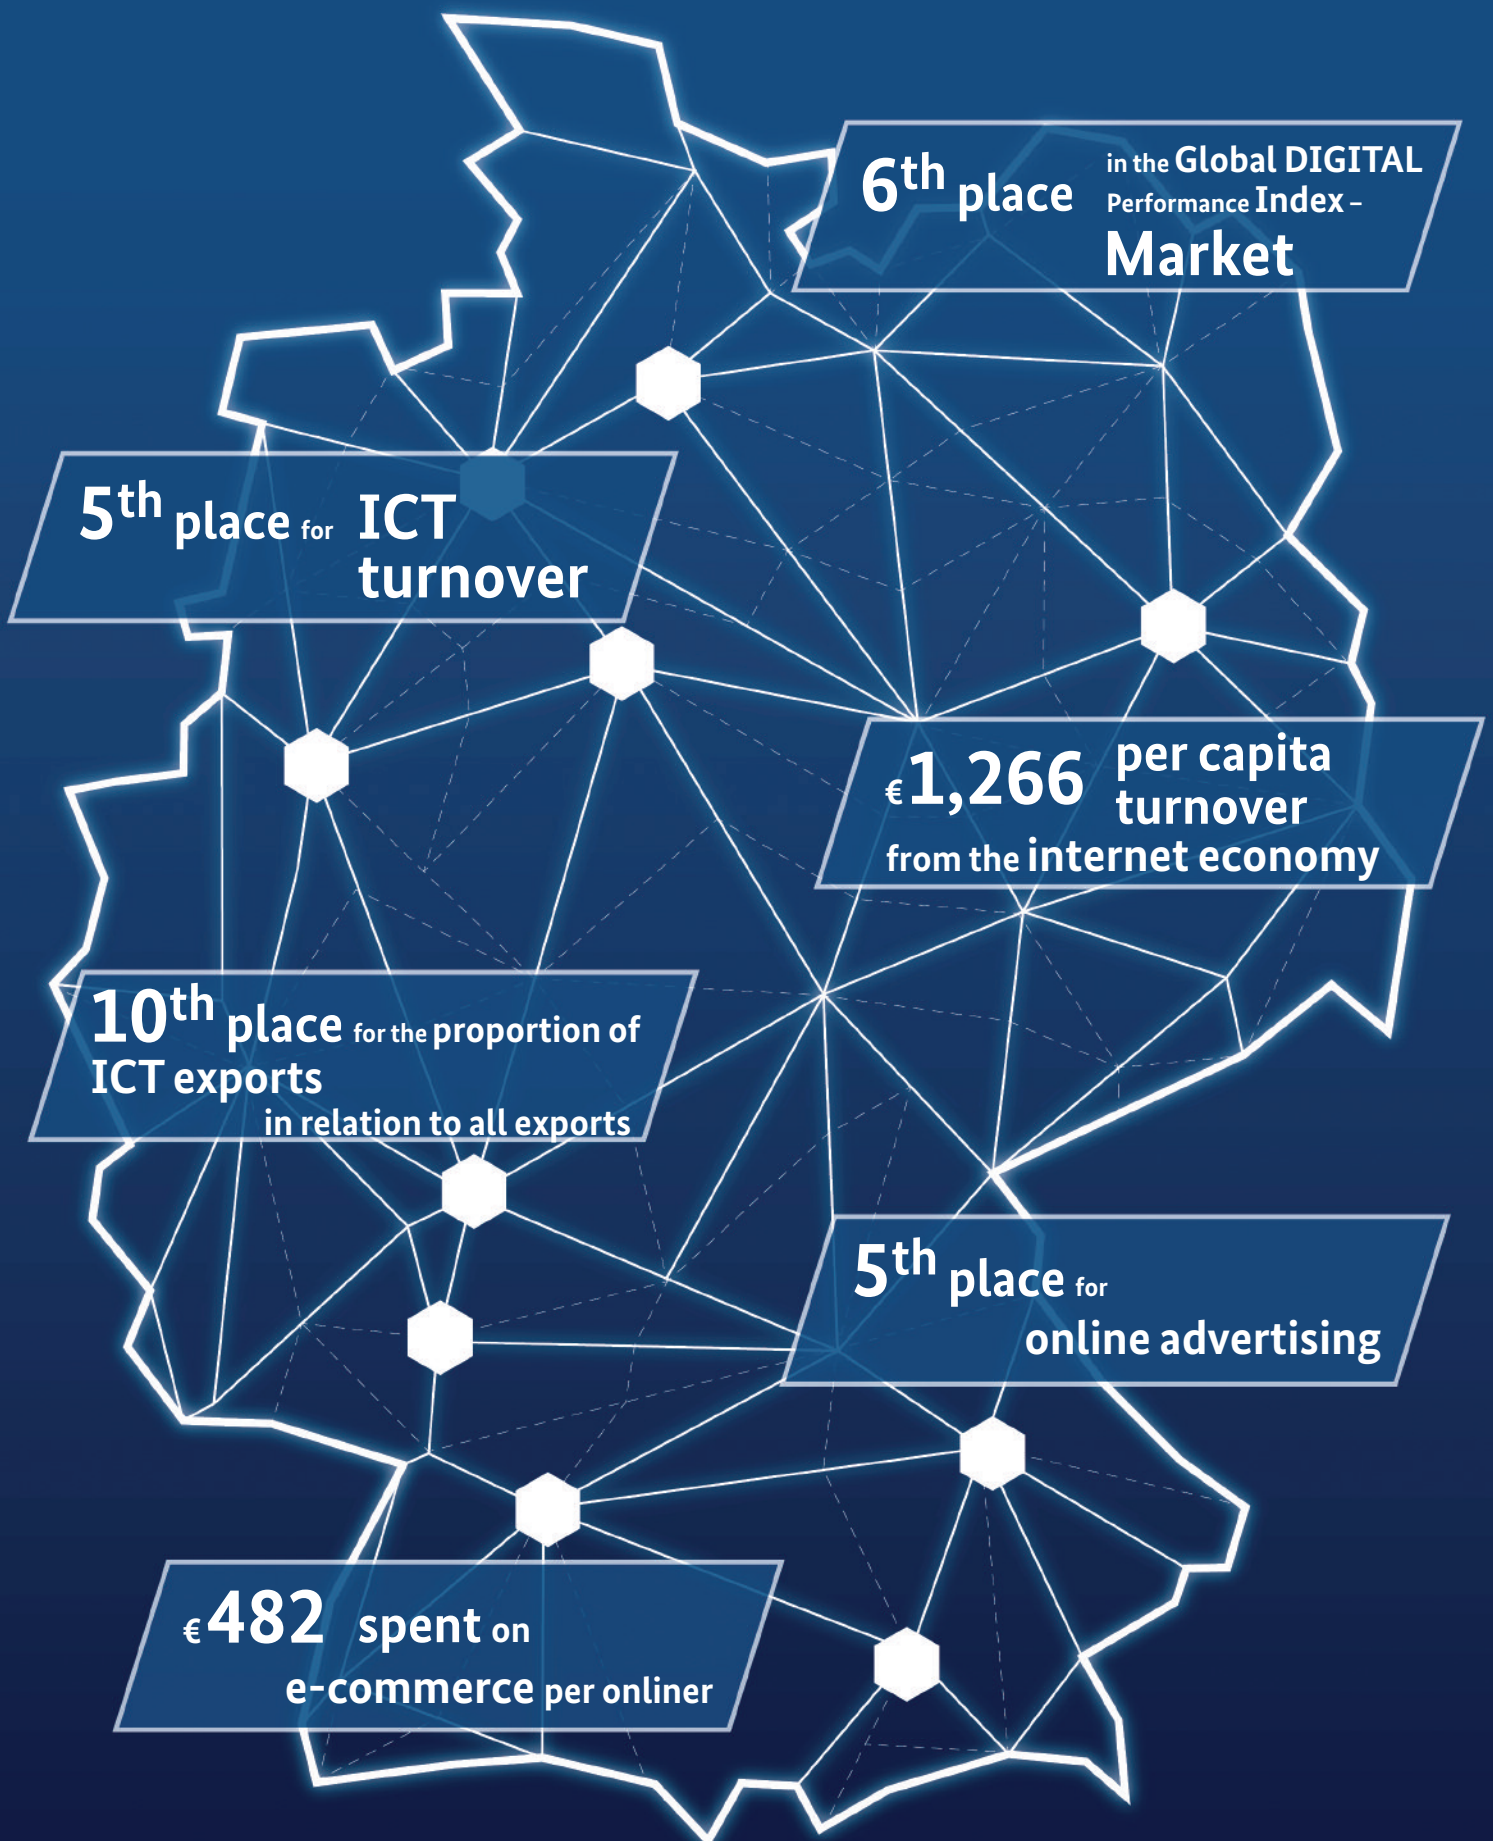 6th place in the Global DIGITAL
Performance Index –
Market
5th place for ICT
turnover
€1,266 per capita
turnover
from the internet economy
10th place for the proportion of
ICT exports
in relation to all exports
5th place for
online advertising
€482 spent on
e-commerce per onliner